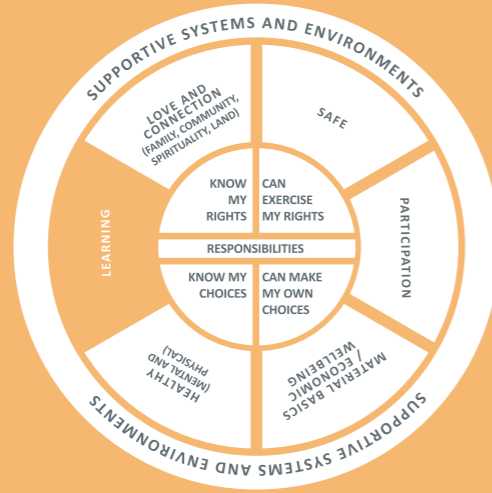 SUPPORTIVE SYSTEMS AND ENVIRONMENTS
LOVE AND
CONNECTION
(FAMILY, COMMUNITY,
SPIRITUALITY, LAND)
SAFE
KNOW
MY
RIGHTS
CAN
EXERCISE
MY RIGHTS
LEARNING
RESPONSIBILITIES
PARTICIPATION
KNOW MY
CHOICES
CAN MAKE
MY OWN
CHOICES
HEALTHY
(MENTAL AND
PHYSICAL)
MATERIAL BASICS
/ ECONOMIC
WELLBEING
SUPPORTIVE SYSTEMS AND ENVIRONMENTS